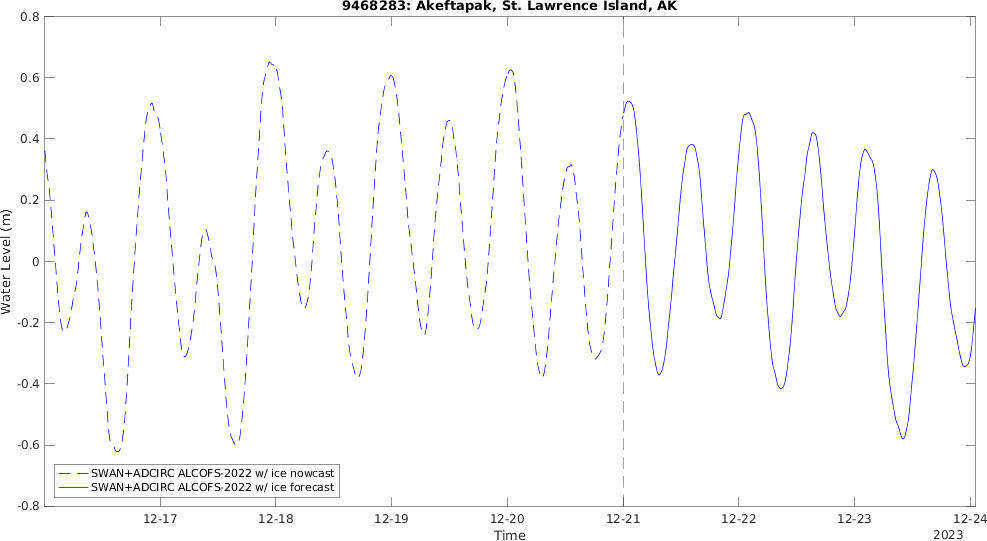 9468283: Akeftapak, St. Lawrence Island, AK
0.8
0.6
0.4
0.2
0
-0.2
-0.4
-0.6
-0.8
Water Level (m)
SWAN+ADCIRC ALCOFS-2022 w/ ice nowcast
SWAN+ADCIRC ALCOFS-2022 w/ ice forecast
12-17 12-18 12-19 12-20 12-21 12-22 12-23 12-24
Time
2023